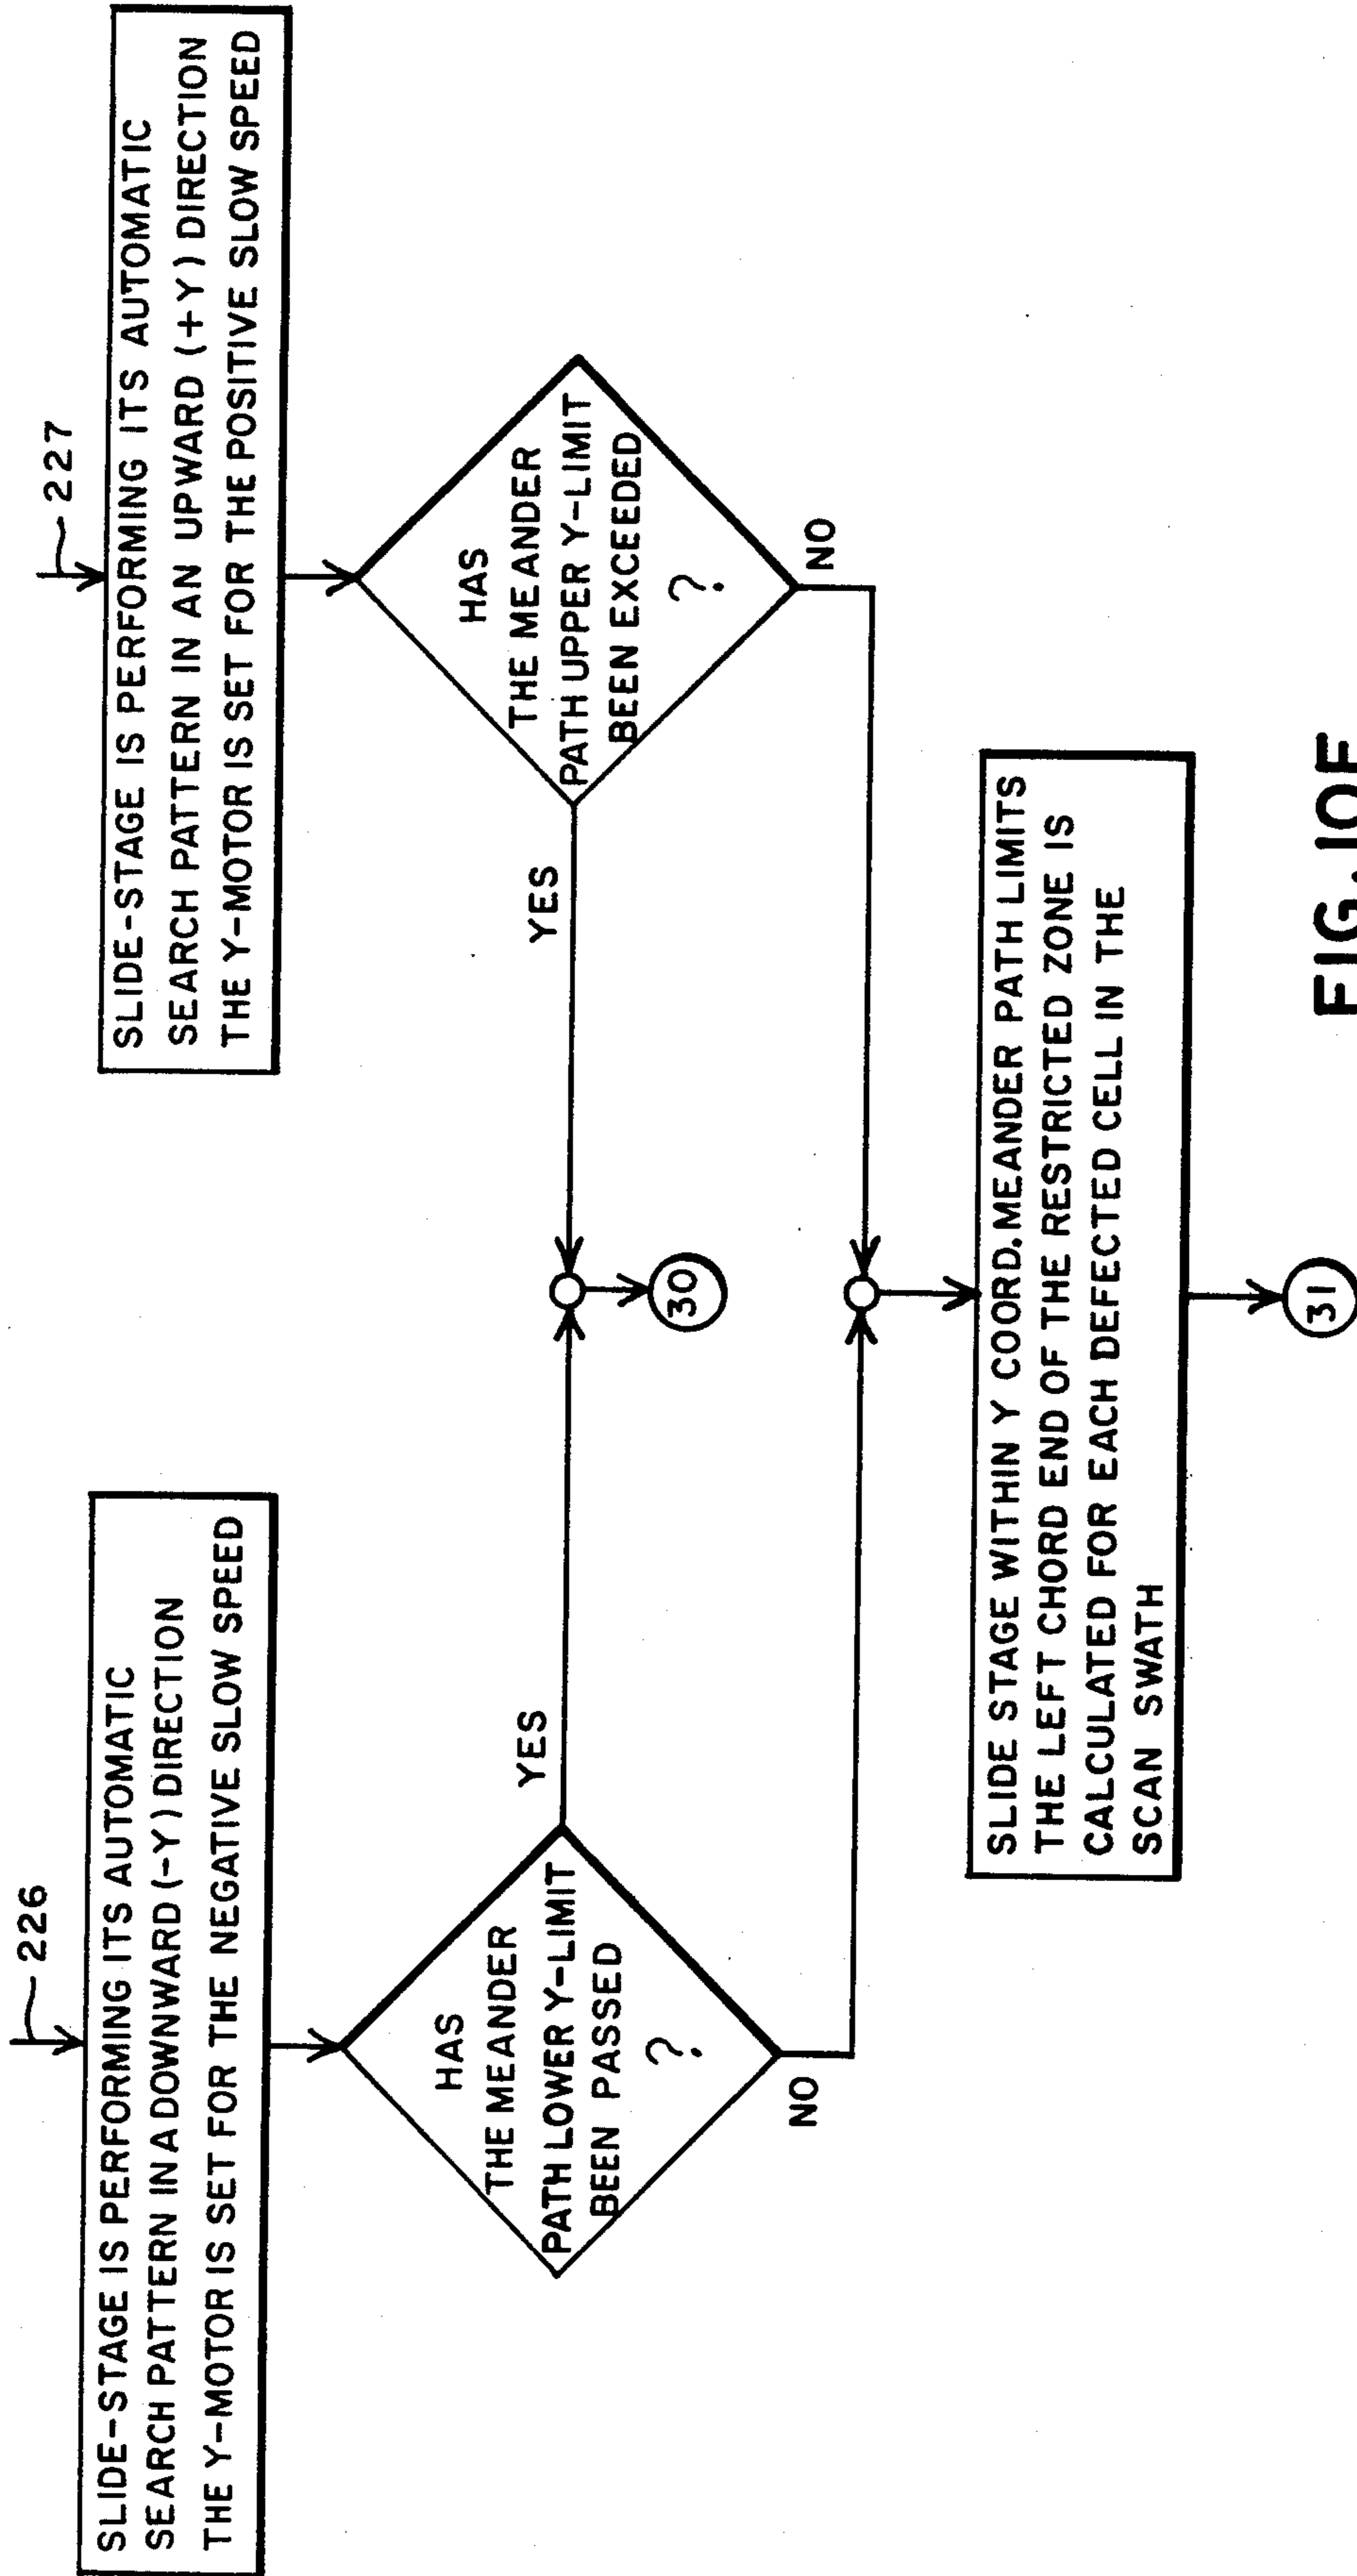 226
SLIDE-STAGE IS PERFORMING ITS AUTOMATIC
SEARCH PATTERN IN A DOWNWARD (-Y) DIRECTION
THE Y-MOTOR IS SET FOR THE NEGATIVE SLOW SPEED
HAS
THE MEANDER
PATH LOWER Y-LIMIT
BEEN PASSED
?
YES
NO
227
SLIDE-STAGE IS PERFORMING ITS AUTOMATIC
SEARCH PATTERN IN AN UPWARD (+Y) DIRECTION
THE Y-MOTOR IS SET FOR THE POSITIVE SLOW SPEED
HAS
THE MEANDER
PATH UPPER Y-LIMIT
BEEN EXCEEDED
?
YES
NO
30
SLIDE STAGE WITHIN Y COORD. MEANDER PATH LIMITS
THE LEFT CHORD END OF THE RESTRICTED ZONE IS
CALCULATED FOR EACH DEFECTED CELL IN THE
SCAN SWATH
31
FIG.10F